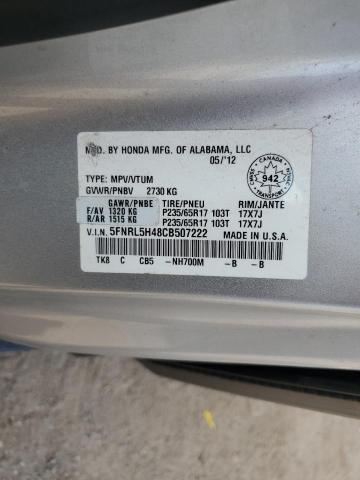 MFD. BY HONDA MFG. OF ALABAMA, LLC
05/'12
TYPE: MPV/VTUM
GVWR/PNBV 2730 KG
GAWR/PNBE TIRE/PNEU RIM/JANTE
F/AV 1320 KG P235/65R17 103T 17X7J
R/AR 1515 KG P235/65R17 103T 17X7J
V.I.N. 5FNRL5H48CB507222 MADE IN U.S.A.
TK8 C CB5 -NH700M -B -B
CANADA
CMVSS
942
TRANSPORT